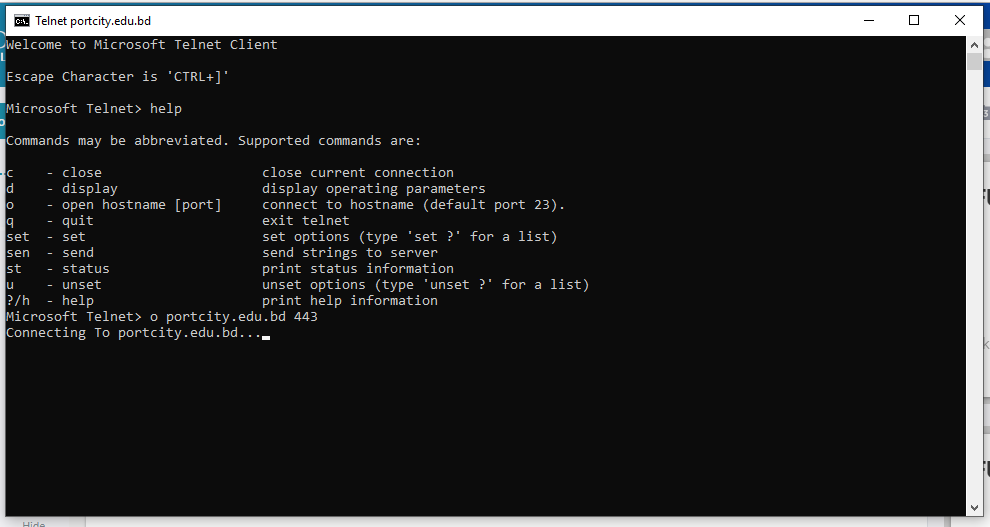 Telnet portcity.edu.bd
Welcome to Microsoft Telnet Client
Escape Character is 'CTRL+]'
Microsoft Telnet> help
Commands may be abbreviated. Supported commands are:
c    - close                    close current connection
d    - display                  display operating parameters
o    - open hostname [port]     connect to hostname (default port 23).
q    - quit                     exit telnet
set  - set                      set options (type 'set ?' for a list)
sen  - send                     send strings to server
st   - status                   print status information
u    - unset                    unset options (type 'unset ?' for a list)
?/h  - help                     print help information
Microsoft Telnet> o portcity.edu.bd 443
Connecting To portcity.edu.bd...
Hide